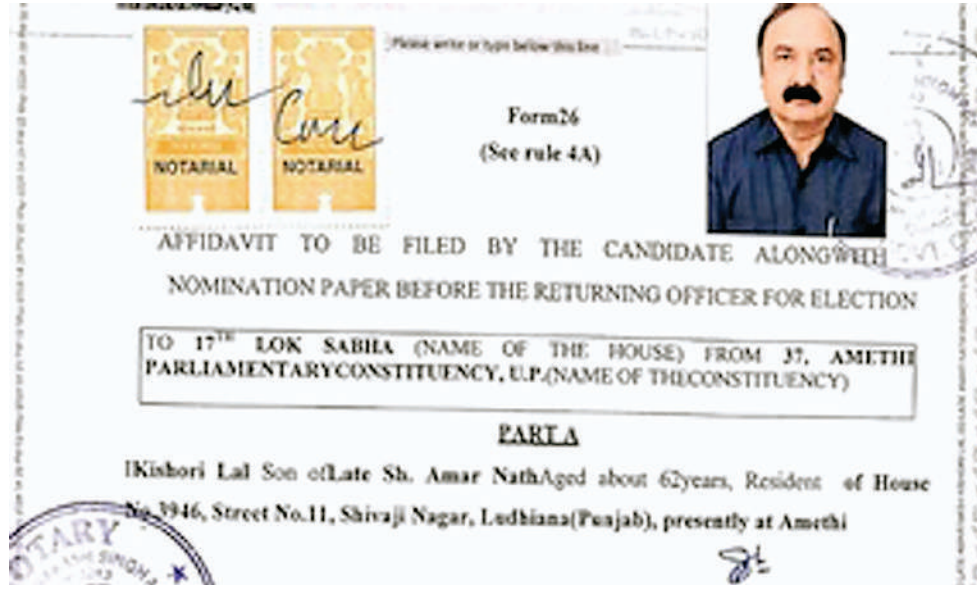 Please write or type below this line
NOTARIAL
NOTARIAL
Form26
(See rule 4A)
AFFIDAVIT TO BE FILED BY THE CANDIDATE ALONGWITH
NOMINATION PAPER BEFORE THE RETURNING OFFICER FOR ELECTION
TO 17TH LOK SABHA (NAME OF THE HOUSE) FROM 37, AMETHI
PARLIAMENTARYCONSTITUENCY, U.P.(NAME OF THECONSTITUENCY)
PART A
IKishori Lal Son ofLate Sh. Amar NathAged about 62years, Resident of House
No.3946, Street No.11, Shivaji Nagar, Ludhiana(Punjab), presently at Amethi
OTARY
SINGH